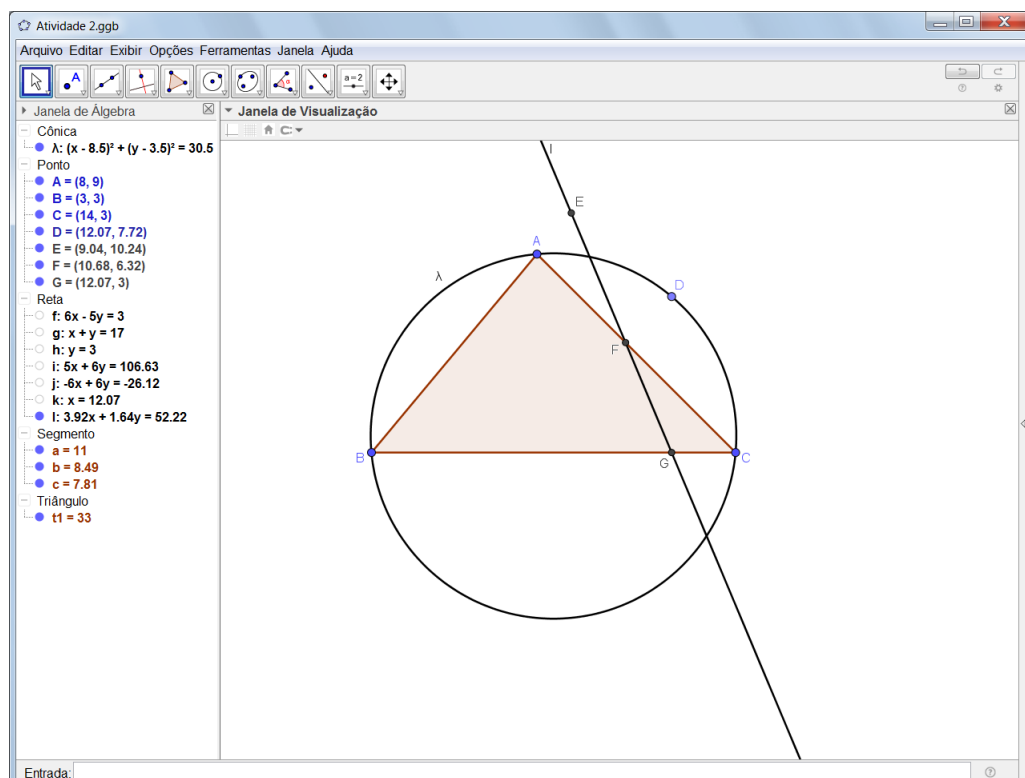 Atividade 2.ggb
Arquivo Editar Exibir Opções Ferramentas Janela Ajuda
A
α
a=2
Janela de Álgebra
Cônica
λ: (x - 8.5)² + (y - 3.5)² = 30.5
Ponto
A = (8, 9)
B = (3, 3)
C = (14, 3)
D = (12.07, 7.72)
E = (9.04, 10.24)
F = (10.68, 6.32)
G = (12.07, 3)
Reta
f: 6x - 5y = 3
g: x + y = 17
h: y = 3
i: 5x + 6y = 106.63
j: -6x + 6y = -26.12
k: x = 12.07
l: 3.92x + 1.64y = 52.22
Segmento
a = 11
b = 8.49
c = 7.81
Triângulo
t1 = 33
Janela de Visualização
l
E
A
λ
D
F
B
G
C
Entrada: